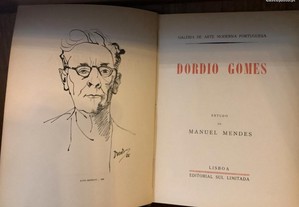 DORDIO GOMES
ESTUDO
DE
MANUEL MENDES
LISBOA
EDITORIAL SUL LIMITADA